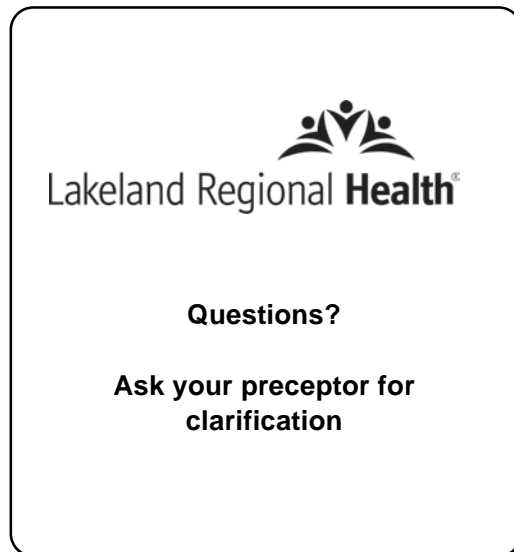 Lakeland Regional Health®
Questions?
Ask your preceptor for
clarification